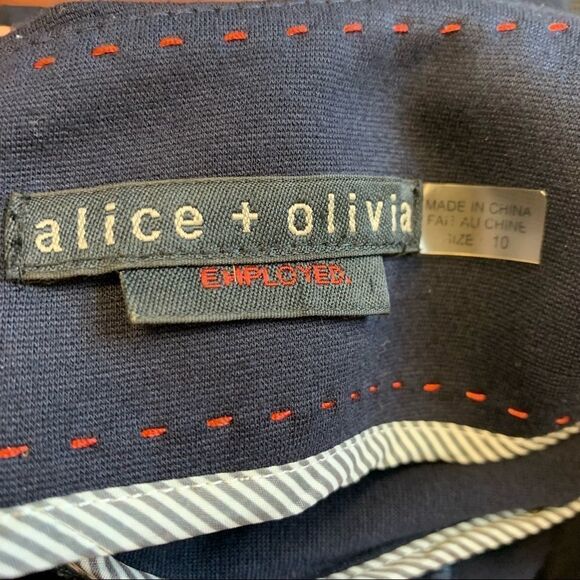 alice + olivia
EMPLOYED.
MADE IN CHINA
FAIT AU CHINE
SIZE : 10